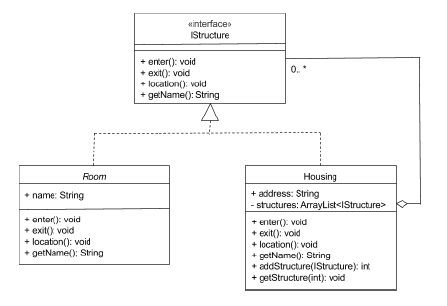 «interface»
IStructure
+ enter(): void
+ exit(): void
+ location(): void
+ getName(): String
0.. *
Room
+ name: String
+ enter(): void
+ exit(): void
+ location(): void
+ getName(): String
Housing
+ address: String
- structures: ArrayList<IStructure>
+ enter(): void
+ exit(): void
+ location(): void
+ getName(): String
+ addStructure(IStructure): int
+ getStructure(int): void